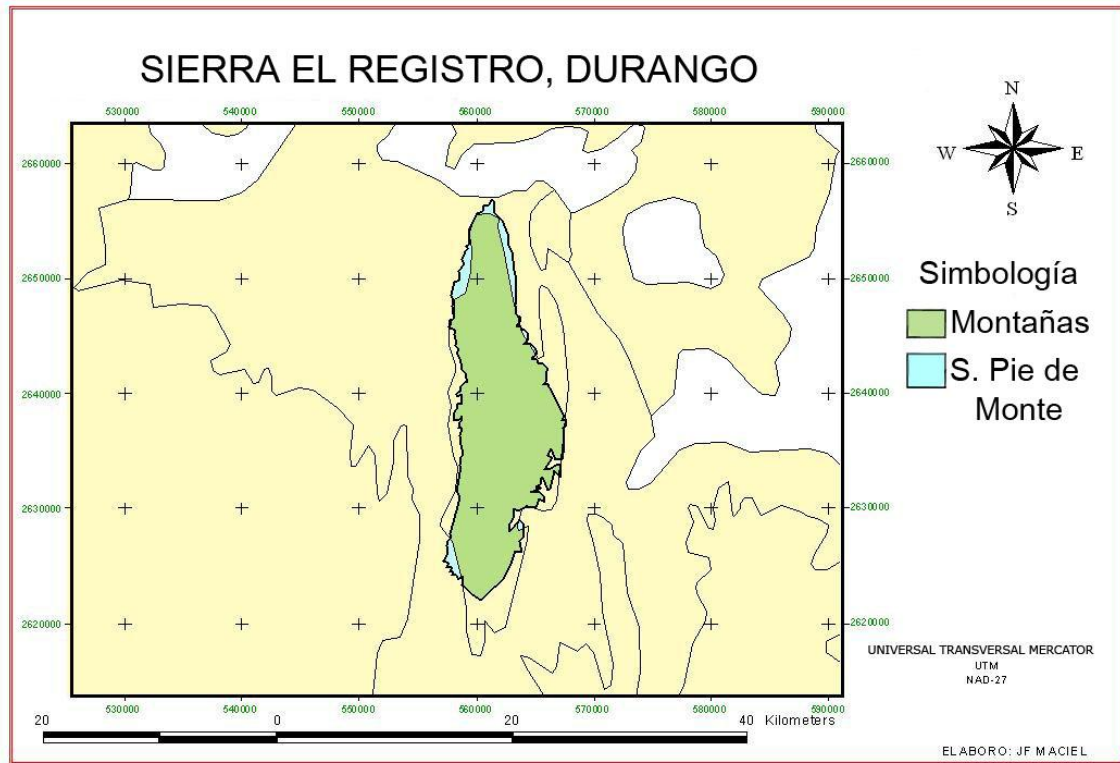 SIERRA EL REGISTRO, DURANGO
530000 540000 550000 560000 570000 580000 590000
2660000 2660000
2650000 2650000
2640000 2640000
2630000 2630000
2620000 2620000
530000 540000 550000 560000 570000 580000 590000
20 0 20 40 Kilometers
N
W E
S
Simbología
Montañas
S. Pie de
Monte
UNIVERSAL TRANSVERSAL MERCATOR
UTM
NAD-27
ELABORO: JF MACIEL